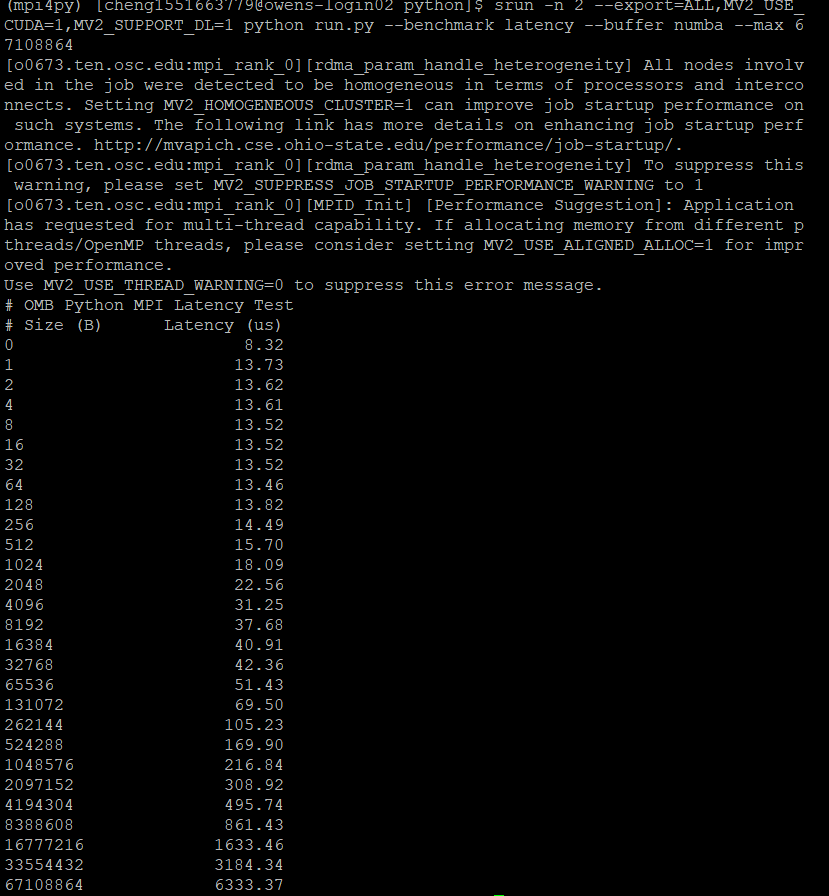 (mpi4py) [cheng1551663779@owens-login02 python]$ srun -n 2 --export=ALL,MV2_USE_
CUDA=1,MV2_SUPPORT_DL=1 python run.py --benchmark latency --buffer numba --max 6
7108864
[o0673.ten.osc.edu:mpi_rank_0][rdma_param_handle_heterogeneity] All nodes involv
ed in the job were detected to be homogeneous in terms of processors and interco
nnects. Setting MV2_HOMOGENEOUS_CLUSTER=1 can improve job startup performance on
 such systems. The following link has more details on enhancing job startup perf
ormance. http://mvapich.cse.ohio-state.edu/performance/job-startup/.
[o0673.ten.osc.edu:mpi_rank_0][rdma_param_handle_heterogeneity] To suppress this
 warning, please set MV2_SUPPRESS_JOB_STARTUP_PERFORMANCE_WARNING to 1
[o0673.ten.osc.edu:mpi_rank_0][MPID_Init] [Performance Suggestion]: Application
has requested for multi-thread capability. If allocating memory from different p
threads/OpenMP threads, please consider setting MV2_USE_ALIGNED_ALLOC=1 for impr
oved performance.
Use MV2_USE_THREAD_WARNING=0 to suppress this error message.
# OMB Python MPI Latency Test
# Size (B)      Latency (us)
0                       8.32
1                      13.73
2                      13.62
4                      13.61
8                      13.52
16                     13.52
32                     13.52
64                     13.46
128                    13.82
256                    14.49
512                    15.70
1024                   18.09
2048                   22.56
4096                   31.25
8192                   37.68
16384                  40.91
32768                  42.36
65536                  51.43
131072                 69.50
262144                105.23
524288                169.90
1048576               216.84
2097152               308.92
4194304               495.74
8388608               861.43
16777216             1633.46
33554432             3184.34
67108864             6333.37